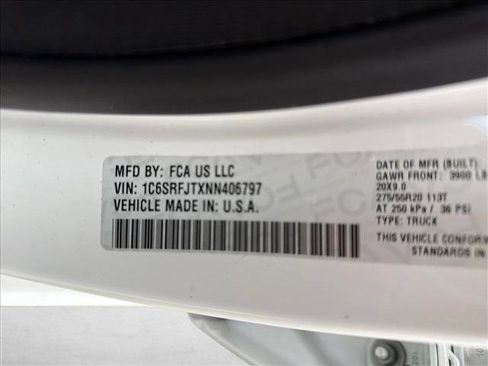 MFD BY: FCA US LLC
VIN: 1C6SRFJTXNN406797
VEHICLE MADE IN: U.S.A.
DATE OF MFR (BUILT)
GAWR FRONT: 3900 LB
20X9.0
275/55R20 113T
AT 250 kPa / 36 PSI
TYPE: TRUCK
THIS VEHICLE CONFORM
STANDARDS IN